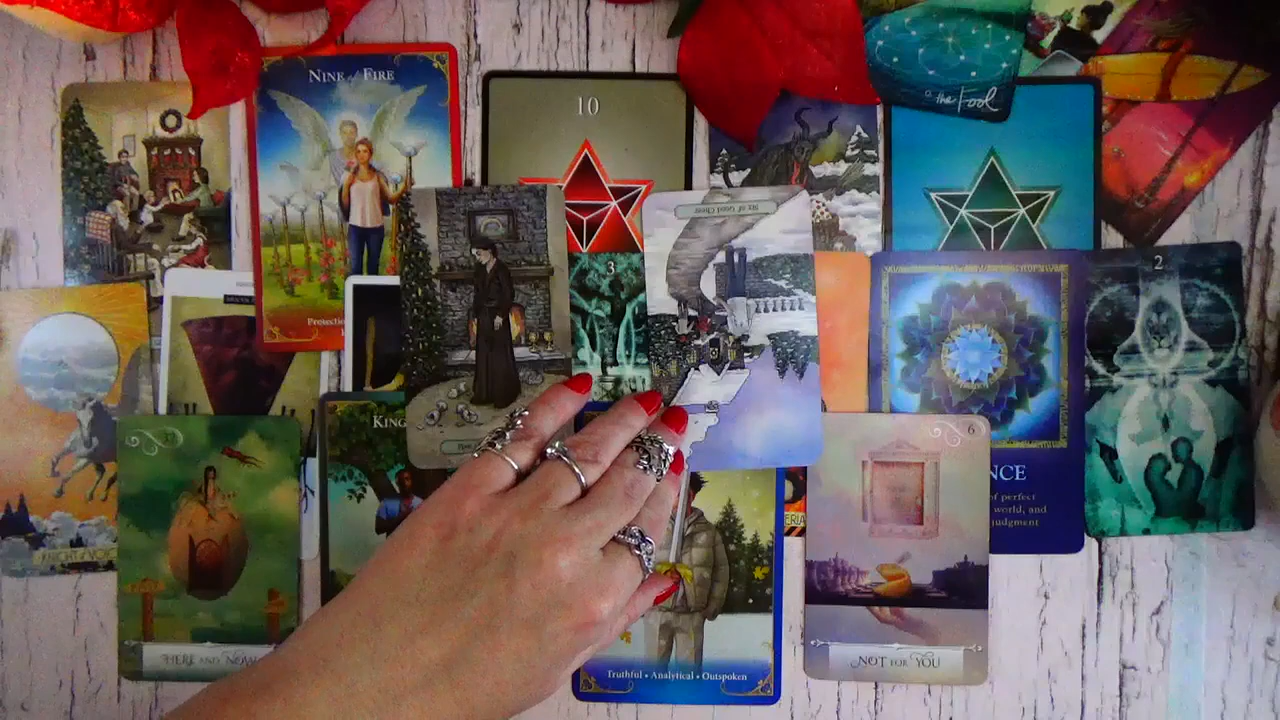 the Fool
NINE of FIRE
10
Six of Good Cheer
2
3
Protectio
KING
6
NCE
of perfect
world, and
judgment
HERE AND NOW
NOT FOR YOU
Truthful • Analytical • Outspoken